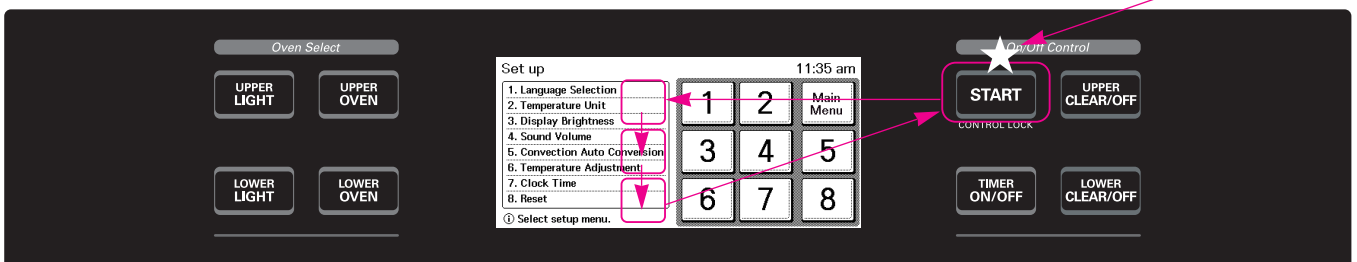 Oven Select
UPPER
LIGHT
UPPER
OVEN
LOWER
LIGHT
LOWER
OVEN
Set up
11:35 am
1. Language Selection
2. Temperature Unit
3. Display Brightness
4. Sound Volume
5. Convection Auto Conversion
6. Temperature Adjustment
7. Clock Time
8. Reset
ⓘ Select setup menu.
1
2
Main
Menu
3
4
5
6
7
8
On/Off Control
START
CONTROL LOCK
UPPER
CLEAR/OFF
TIMER
ON/OFF
LOWER
CLEAR/OFF